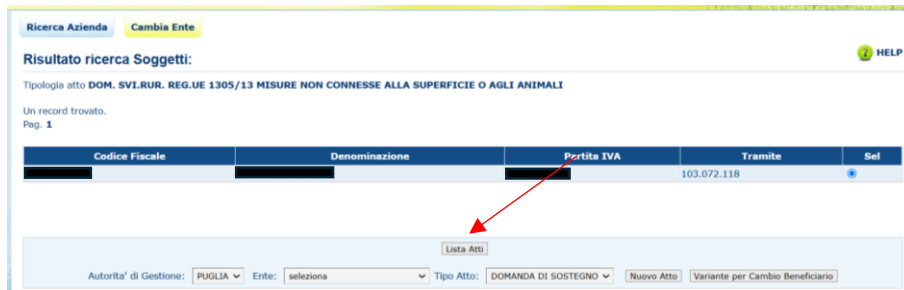 Ricerca Azienda Cambia Ente
Risultato ricerca Soggetti: HELP
Tipologia atto DOM. SVI.RUR. REG.UE 1305/13 MISURE NON CONNESSE ALLA SUPERFICIE O AGLI ANIMALI
Un record trovato.
Pag. 1
Codice Fiscale Denominazione Partita IVA Tramite Sel
103.072.118
Lista Atti
Autorita' di Gestione: PUGLIA Ente: seleziona Tipo Atto: DOMANDA DI SOSTEGNO Nuovo Atto Variante per Cambio Beneficiario